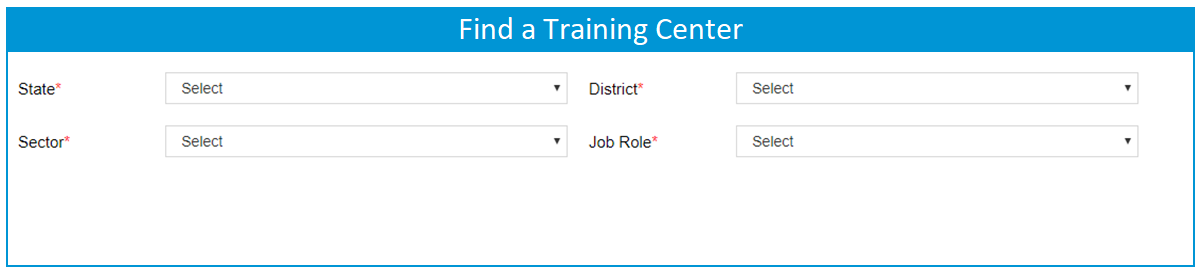 Find a Training Center
State* Select District* Select
Sector* Select Job Role* Select